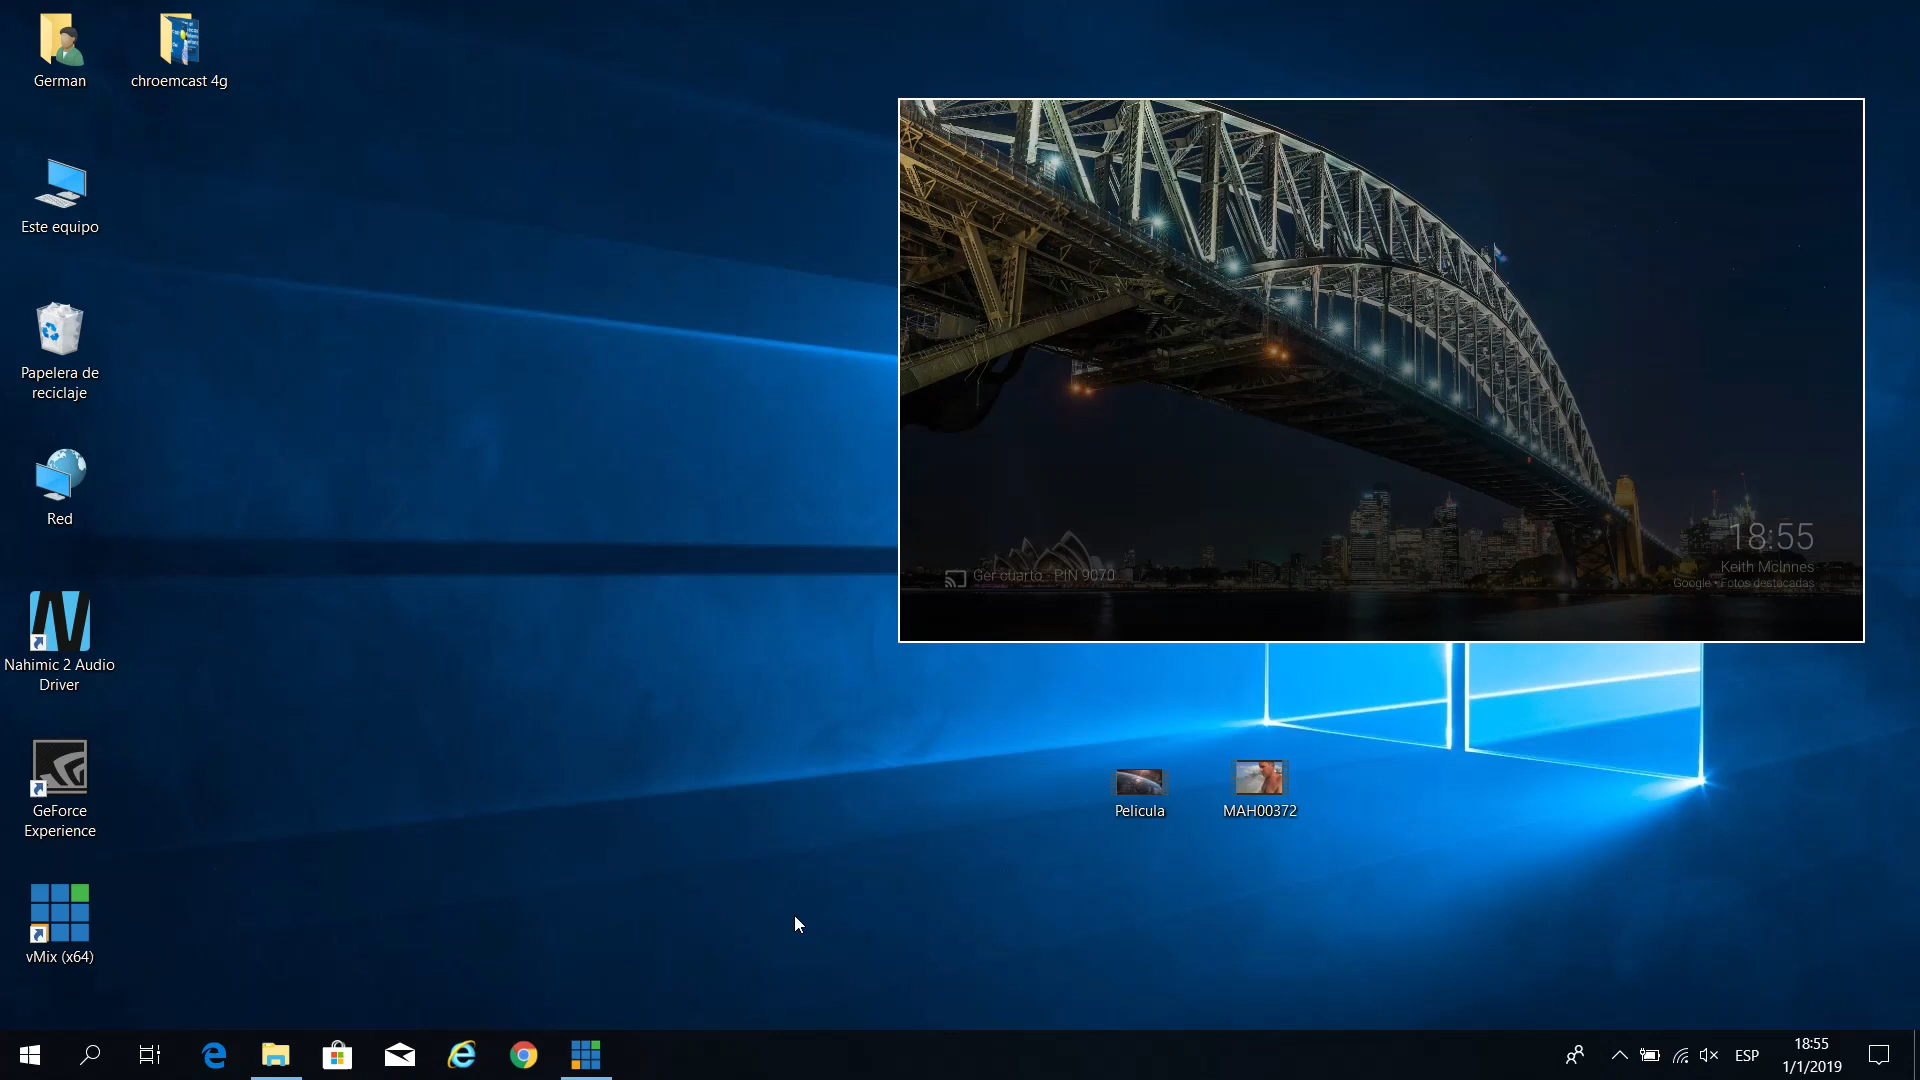 German
chroemcast 4g
Este equipo
Papelera de
reciclaje
Red
Nahimic 2 Audio
Driver
GeForce
Experience
vMix (x64)
18:55
Keith McInnes
Google • Fotos destacadas
Ger cuarto · PIN 9070
Pelicula
MAH00372
ESP
18:55
1/1/2019